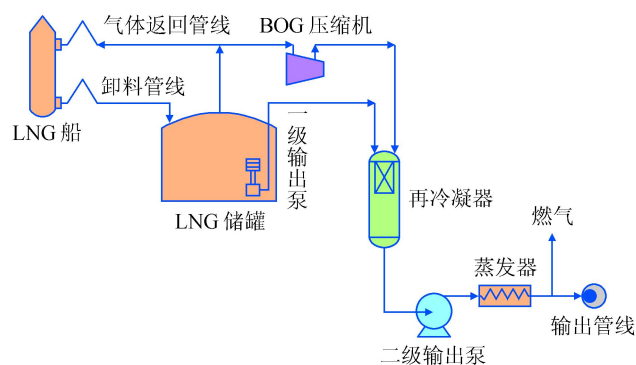 气体返回管线
BOG 压缩机
卸料管线
LNG 船
一级输出泵
LNG 储罐
再冷凝器
燃气
蒸发器
输出管线
二级输出泵